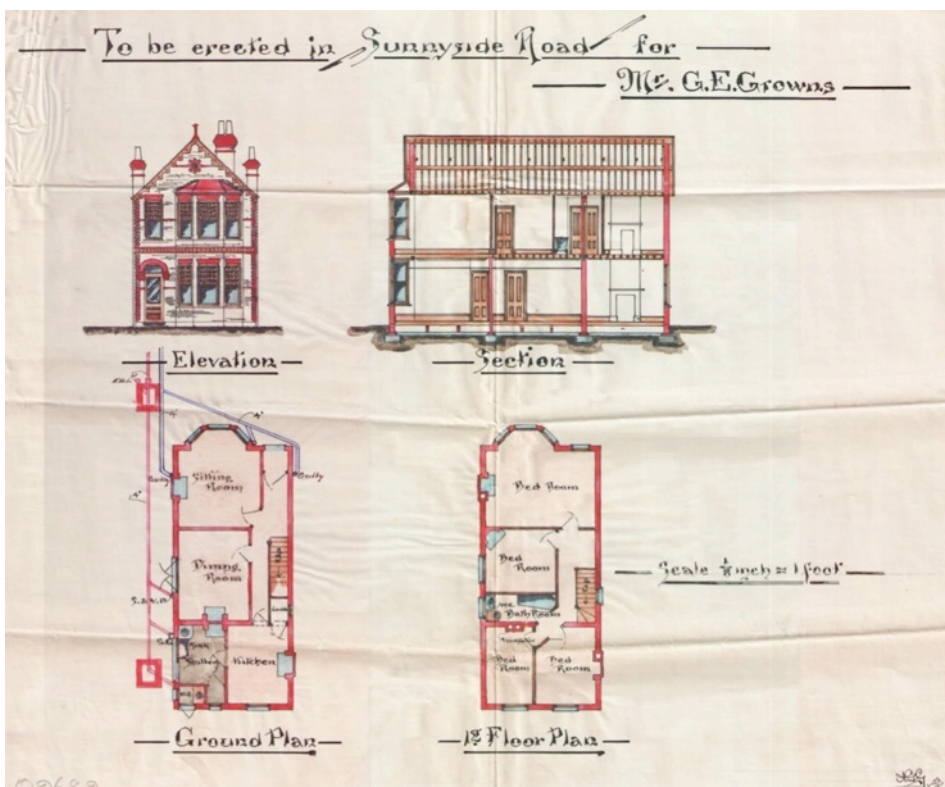 To be erected in Sunnyside Road for
Mr. G.E.Growns
Elevation
Section
Sitting
Room
Gully
Dining
Room
Kitchen
W.C.
Ground Plan
Bed Room
Bed
Room
W.C.
Bath Room
Bed
Room
Bed
Room
1st Floor Plan
Scale ⅛ inch = 1 foot